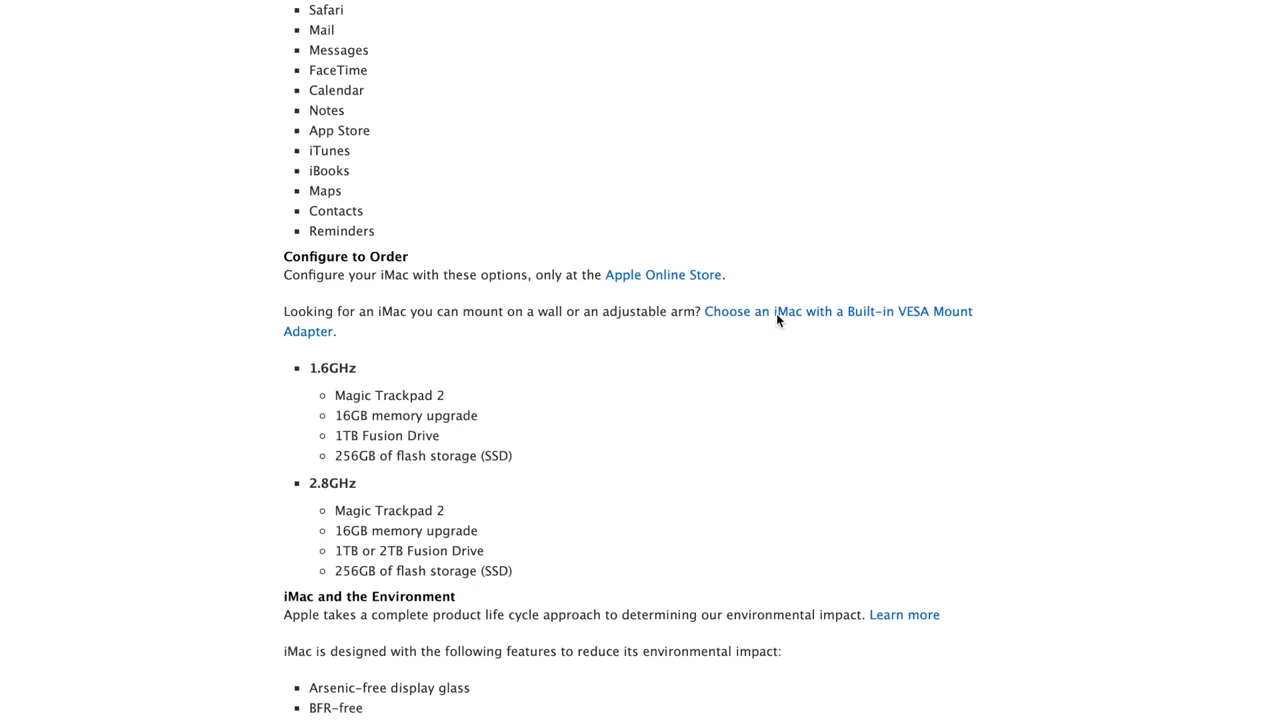 Safari
Mail
Messages
FaceTime
Calendar
Notes
App Store
iTunes
iBooks
Maps
Contacts
Reminders
Configure to Order
Configure your iMac with these options, only at the Apple Online Store.
Looking for an iMac you can mount on a wall or an adjustable arm? Choose an iMac with a Built-in VESA Mount
Adapter.
1.6GHz
Magic Trackpad 2
16GB memory upgrade
1TB Fusion Drive
256GB of flash storage (SSD)
2.8GHz
Magic Trackpad 2
16GB memory upgrade
1TB or 2TB Fusion Drive
256GB of flash storage (SSD)
iMac and the Environment
Apple takes a complete product life cycle approach to determining our environmental impact. Learn more
iMac is designed with the following features to reduce its environmental impact:
Arsenic-free display glass
BFR-free